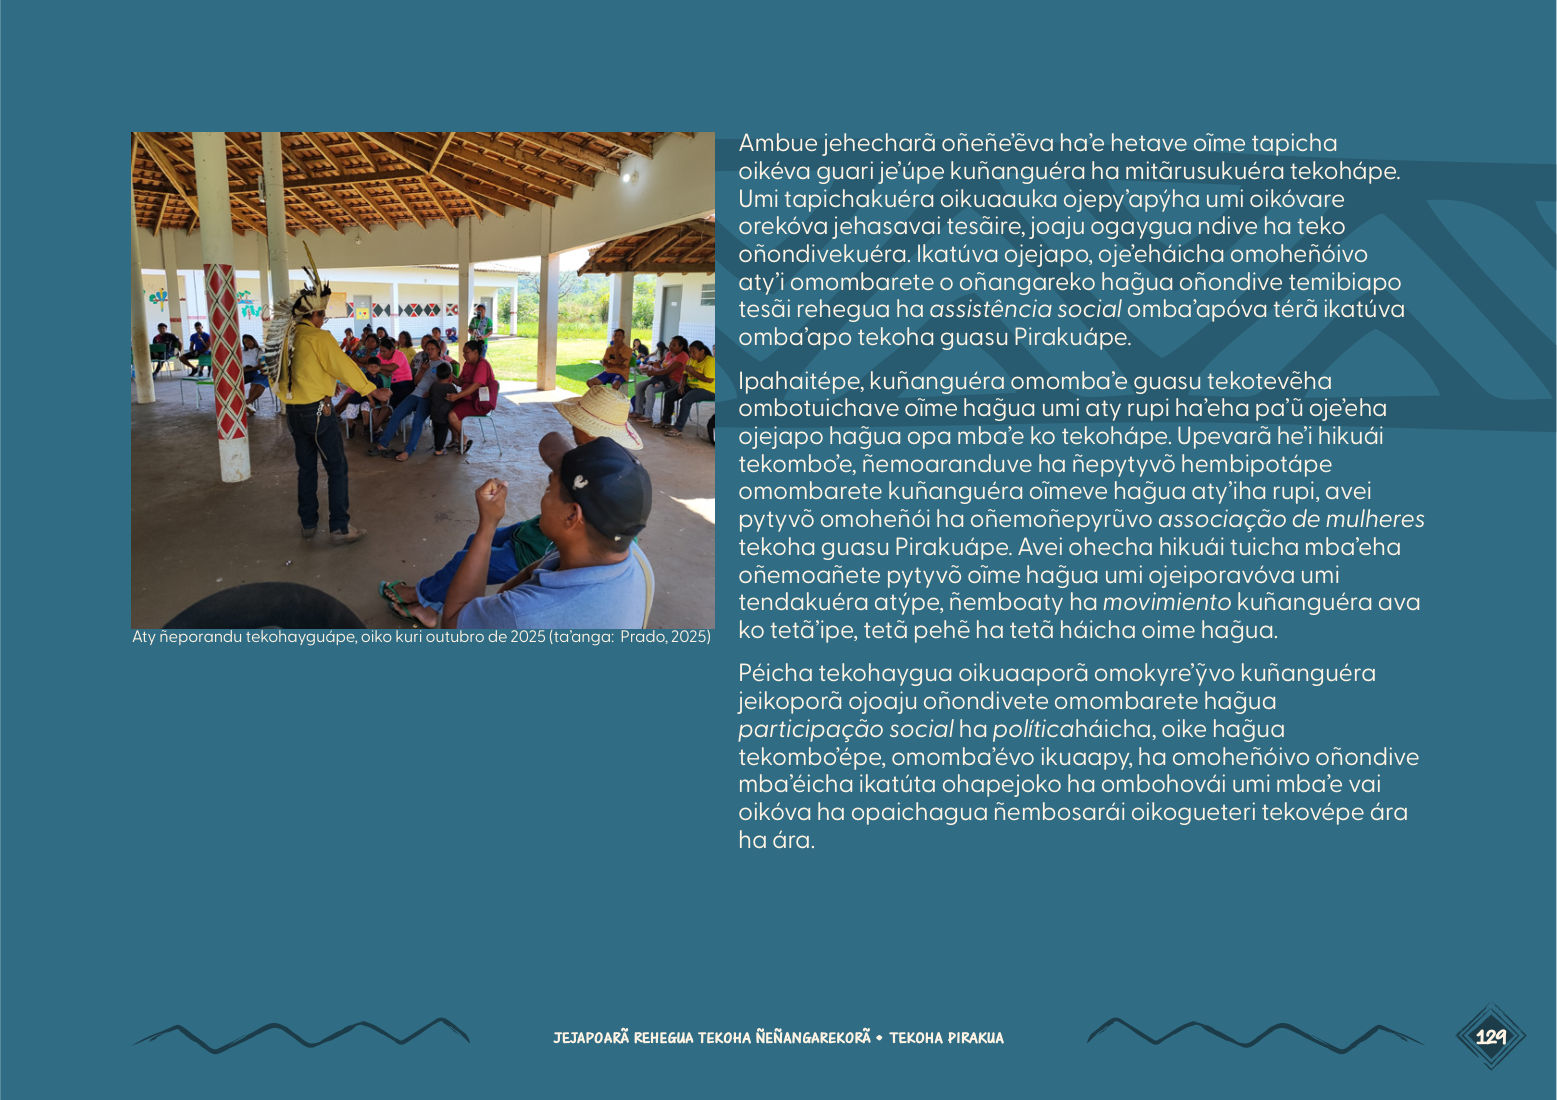 Ambue jehecharã oñeñe’ẽva ha’e hetave oĩme tapicha
oikéva guari je’úpe kuñanguéra ha mitãrusukuéra tekohápe.
Umi tapichakuéra oikuaauka ojepy’apýha umi oikóvare
orekóva jehasavai tesãire, joaju ogaygua ndive ha teko
oñondivekuéra. Ikatúva ojejapo, oje’eháicha omoheñóivo
aty’i omombarete o oñangareko hag̃ua oñondive temibiapo
tesãi rehegua ha assistência social omba’apóva térã ikatúva
omba’apo tekoha guasu Pirakuápe.
Ipahaitépe, kuñanguéra omomba’e guasu tekotevẽha
ombotuichave oĩme hag̃ua umi aty rupi ha’eha pa’ũ oje’eha
ojejapo hag̃ua opa mba’e ko tekohápe. Upevarã he’i hikuái
tekombo’e, ñemoaranduve ha ñepytyvõ hembipotápe
omombarete kuñanguéra oĩmeve hag̃ua aty’iha rupi, avei
pytyvõ omoheñói ha oñemoñepyrũvo associação de mulheres
tekoha guasu Pirakuápe. Avei ohecha hikuái tuicha mba’eha
oñemoañete pytyvõ oĩme hag̃ua umi ojeiporavóva umi
tendakuéra atýpe, ñemboaty ha movimiento kuñanguéra ava
ko tetã’ipe, tetã pehẽ ha tetã háicha oime hag̃ua.
Péicha tekohaygua oikuaaporã omokyre’ỹvo kuñanguéra
jeikoporã ojoaju oñondivete omombarete hag̃ua
participação social ha políticaháicha, oike hag̃ua
tekombo’épe, omomba’évo ikuaapy, ha omoheñóivo oñondive
mba’éicha ikatúta ohapejoko ha ombohovái umi mba’e vai
oikóva ha opaichagua ñembosarái oikogueteri tekovépe ára
ha ára.
Aty ñeporandu tekohayguápe, oiko kuri outubro de 2025 (ta’anga: Prado, 2025)
JEJAPOARÃ REHEGUA TEKOHA ÑEÑANGAREKORÃ • TEKOHA PIRAKUA
129